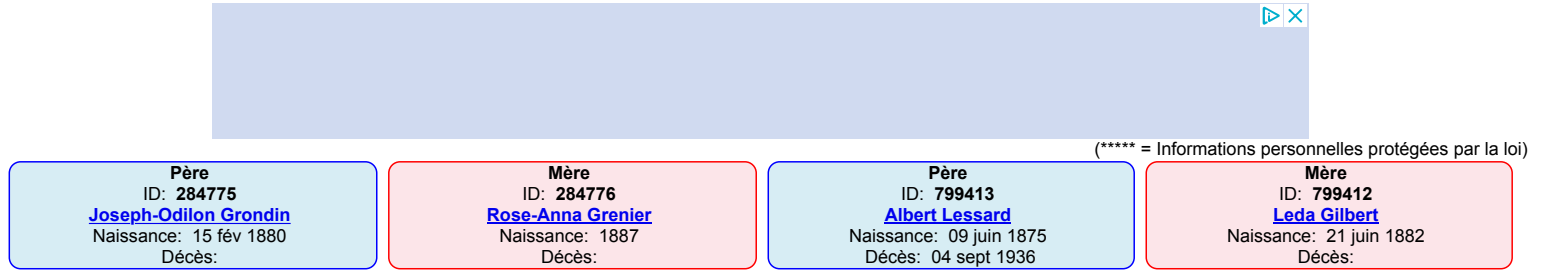 (***** = Informations personnelles protégées par la loi)
Père
ID: 284775
Joseph-Odilon Grondin
Naissance: 15 fév 1880
Décès:
Mère
ID: 284776
Rose-Anna Grenier
Naissance: 1887
Décès:
Père
ID: 799413
Albert Lessard
Naissance: 09 juin 1875
Décès: 04 sept 1936
Mère
ID: 799412
Leda Gilbert
Naissance: 21 juin 1882
Décès: